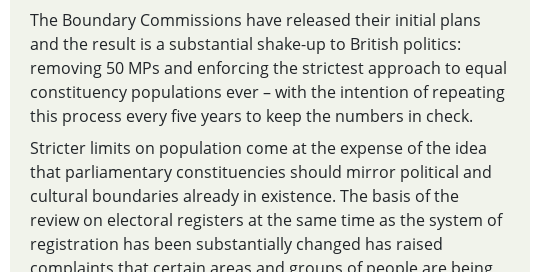 The Boundary Commissions have released their initial plans
and the result is a substantial shake-up to British politics:
removing 50 MPs and enforcing the strictest approach to equal
constituency populations ever – with the intention of repeating
this process every five years to keep the numbers in check.
Stricter limits on population come at the expense of the idea
that parliamentary constituencies should mirror political and
cultural boundaries already in existence. The basis of the
review on electoral registers at the same time as the system of
registration has been substantially changed has raised
complaints that certain areas and groups of people are being